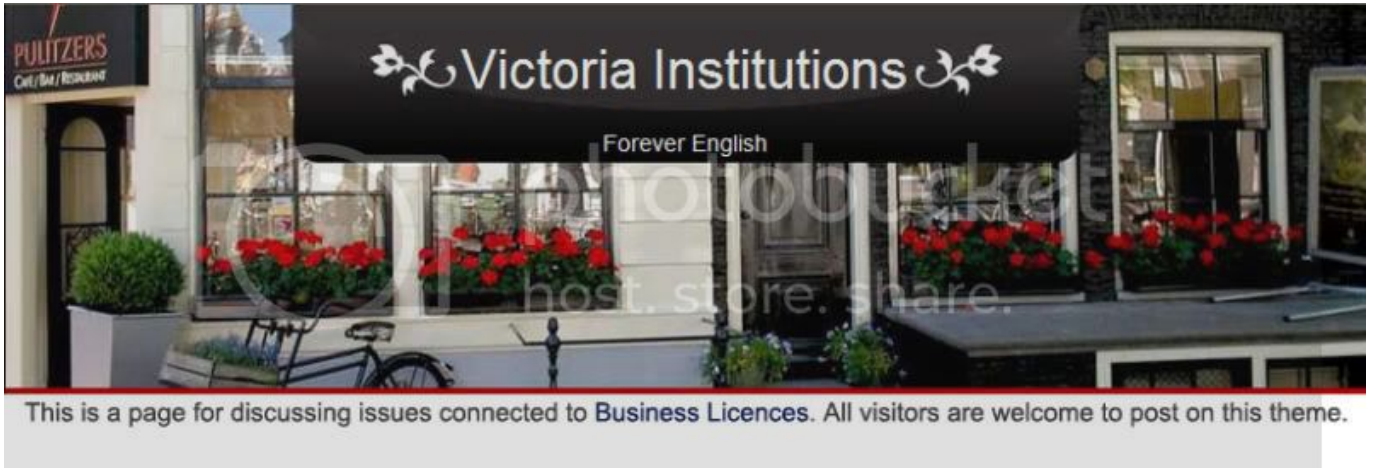 PULITZERS
CAFE/BAR/RESTAURANT
Victoria Institutions
Forever English
photobucket
host. store. share.
This is a page for discussing issues connected to Business Licences. All visitors are welcome to post on this theme.